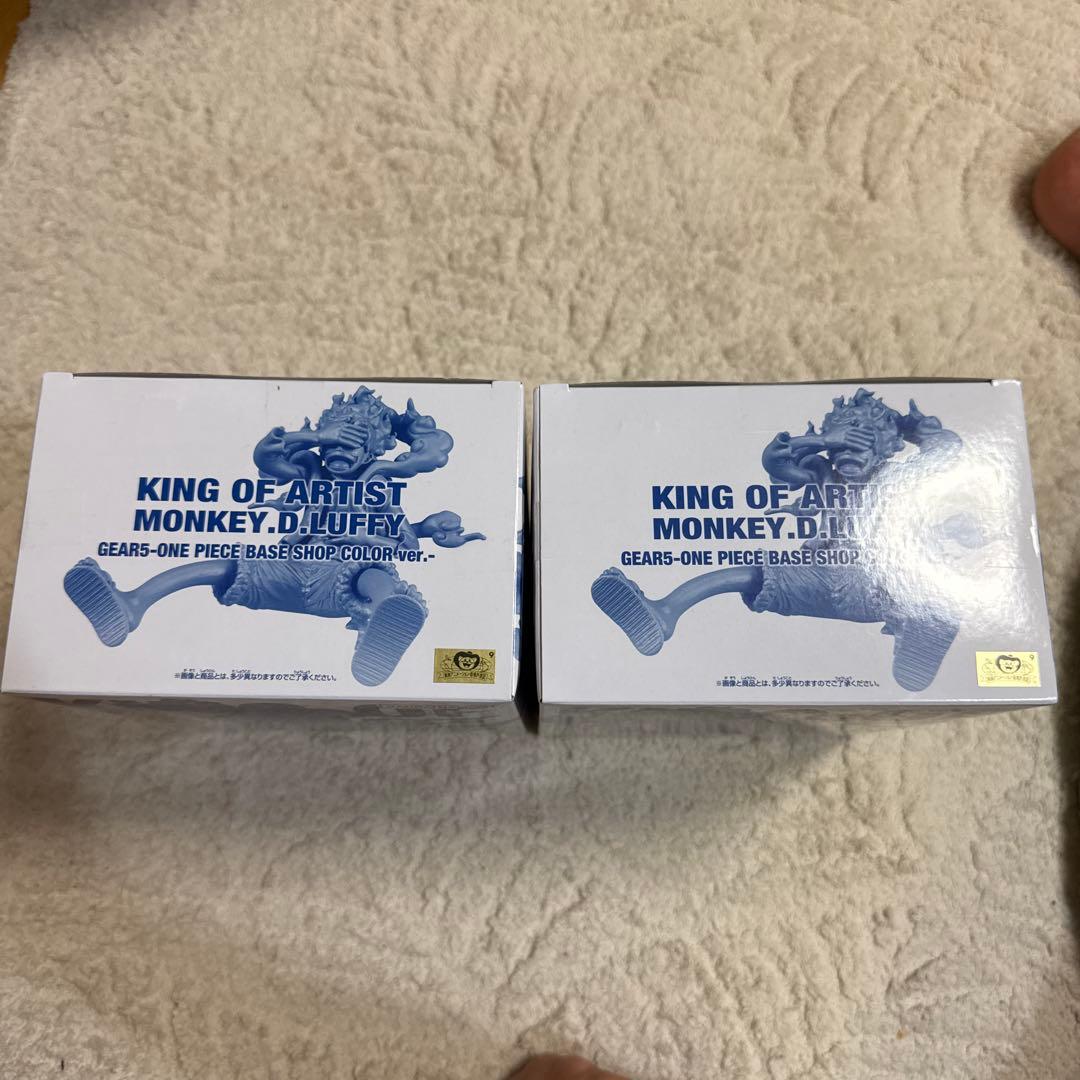 KING OF ARTIST
MONKEY.D.LUFFY
GEAR5-ONE PIECE BASE SHOP COLOR ver.-
※画像と商品とは、多少異なりますのでご了承ください。
9
KING OF ARTI
MONKEY.D.LU
GEAR5-ONE PIECE BASE SHOP
※画像と商品とは、多少異なりますのでご了承ください。
9